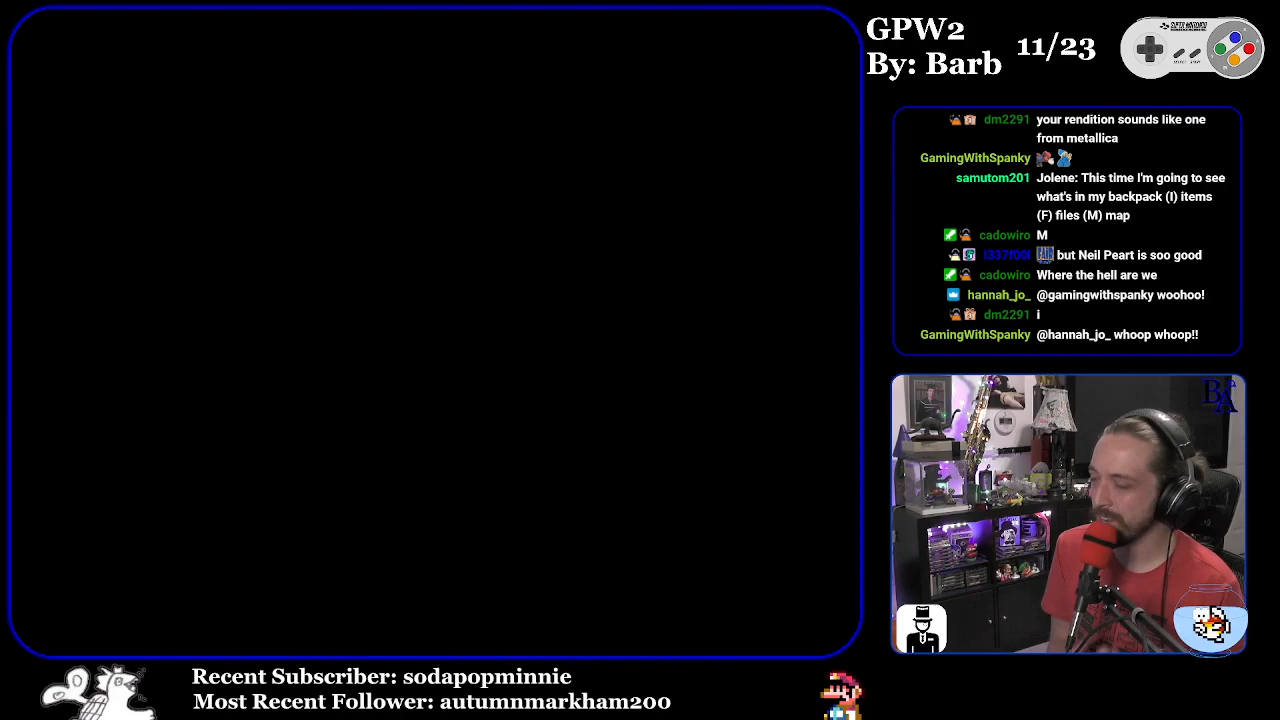 GPW2
By: Barb
11/23
dm2291 your rendition sounds like one
from metallica
GamingWithSpanky
samutom201 Jolene: This time I'm going to see
what's in my backpack (I) items
(F) files (M) map
cadowiro M
l337f00l but Neil Peart is soo good
cadowiro Where the hell are we
hannah_jo_ @gamingwithspanky woohoo!
dm2291 i
GamingWithSpanky @hannah_jo_ whoop whoop!!
Recent Subscriber: sodapopminnie
Most Recent Follower: autumnmarkham200